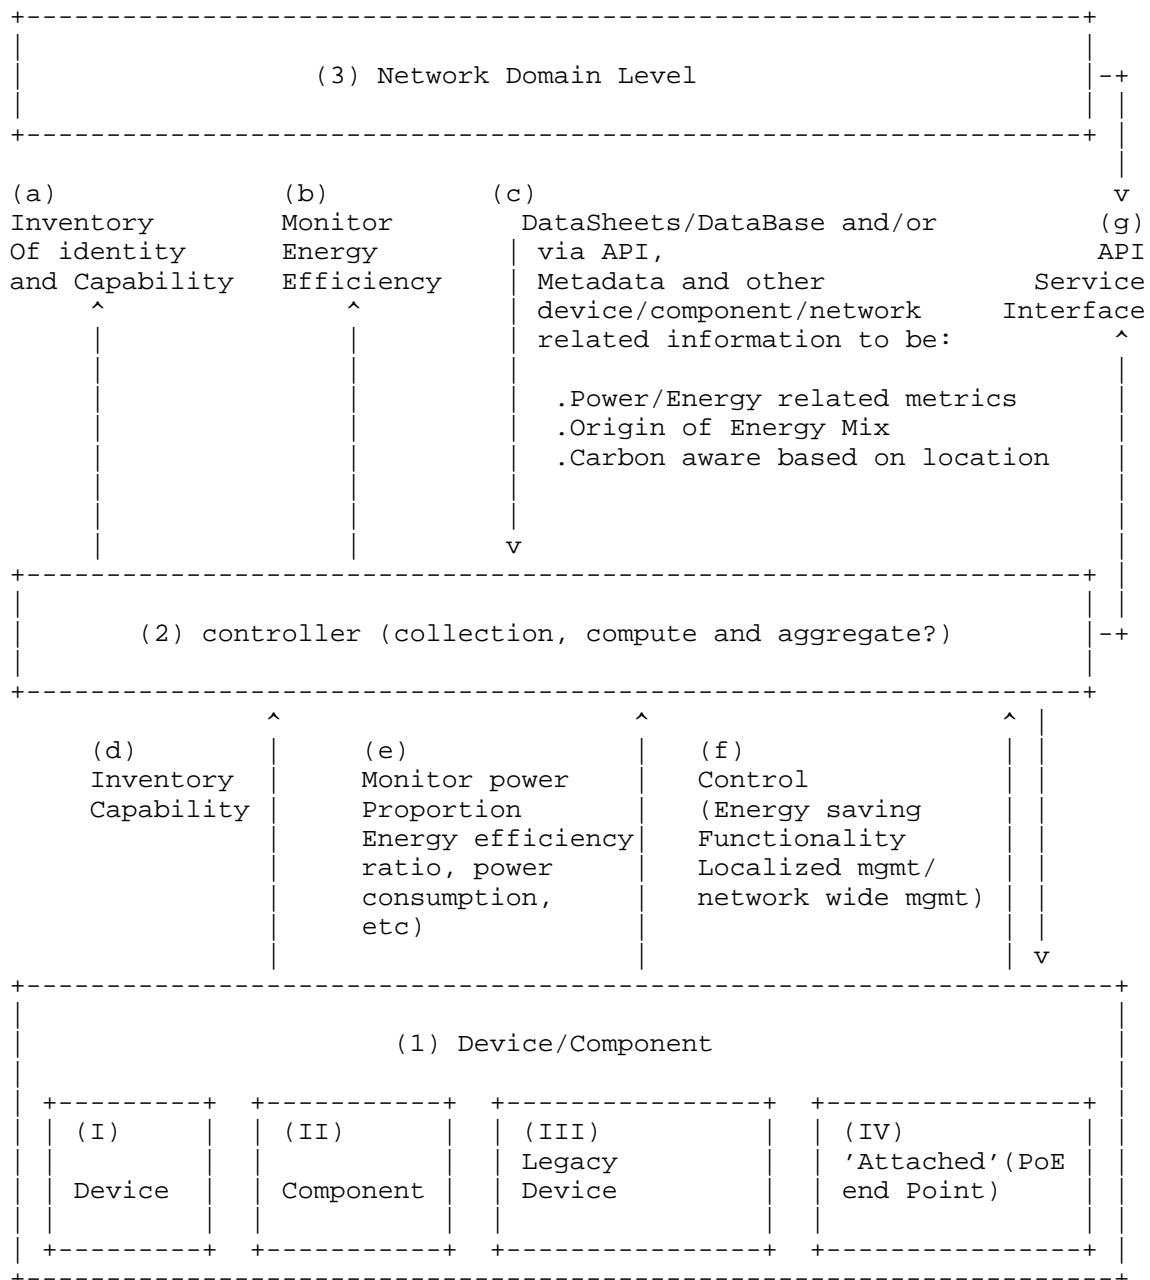 (3) Network Domain Level
(a) (b) (c)
Inventory Monitor DataSheets/DataBase and/or (g)
Of identity Energy via API, API
and Capability Efficiency Metadata and other Service
device/component/network Interface
related information to be:
.Power/Energy related metrics
.Origin of Energy Mix
.Carbon aware based on location
(2) controller (collection, compute and aggregate?)
(d) (e) (f)
Inventory Monitor power Control
Capability Proportion (Energy saving
Energy efficiency Functionality
ratio, power Localized mgmt/
consumption, network wide mgmt)
etc)
(1) Device/Component
(I) (II) (III) (IV)
Legacy 'Attached'(PoE
Device Component Device end Point)